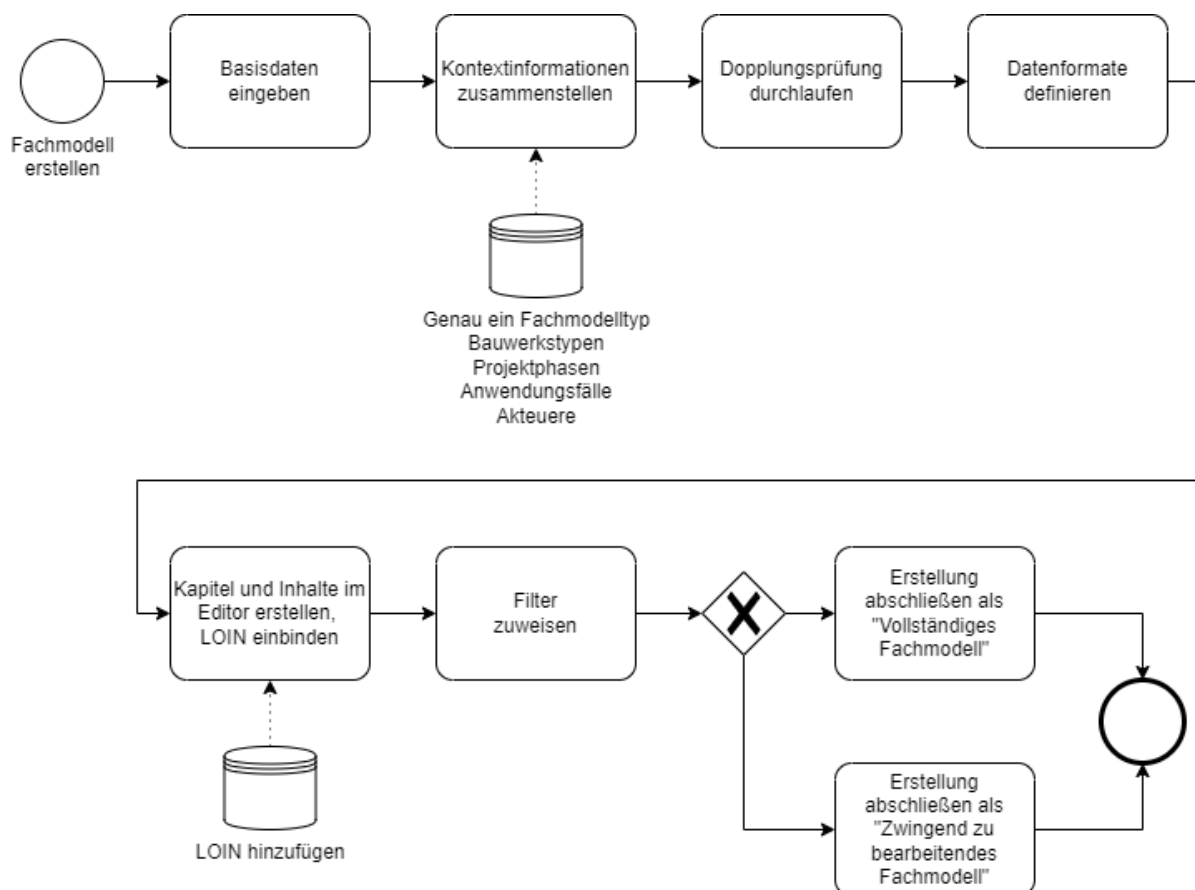 Fachmodell
erstellen
Basisdaten
eingeben
Kontextinformationen
zusammenstellen
Dopplungsprüfung
durchlaufen
Datenformate
definieren
Genau ein Fachmodelltyp
Bauwerkstypen
Projektphasen
Anwendungsfälle
Akteuere
Kapitel und Inhalte im
Editor erstellen,
LOIN einbinden
Filter
zuweisen
Erstellung
abschließen als
"Vollständiges
Fachmodell"
LOIN hinzufügen
Erstellung
abschließen als
"Zwingend zu
bearbeitendes
Fachmodell"